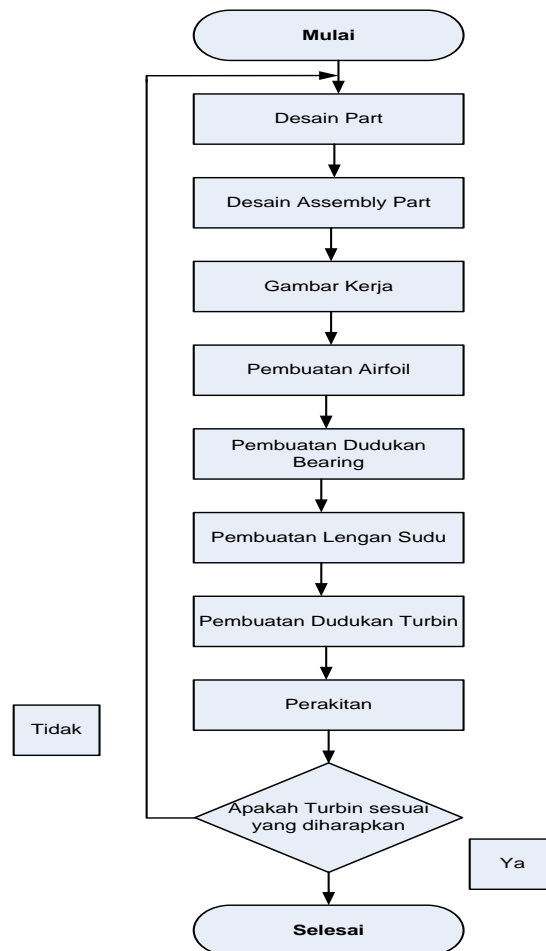 Mulai
Desain Part
Desain Assembly Part
Gambar Kerja
Pembuatan Airfoil
Pembuatan Dudukan
Bearing
Pembuatan Lengan Sudu
Pembuatan Dudukan Turbin
Perakitan
Tidak
Apakah Turbin sesuai
yang diharapkan
Ya
Selesai